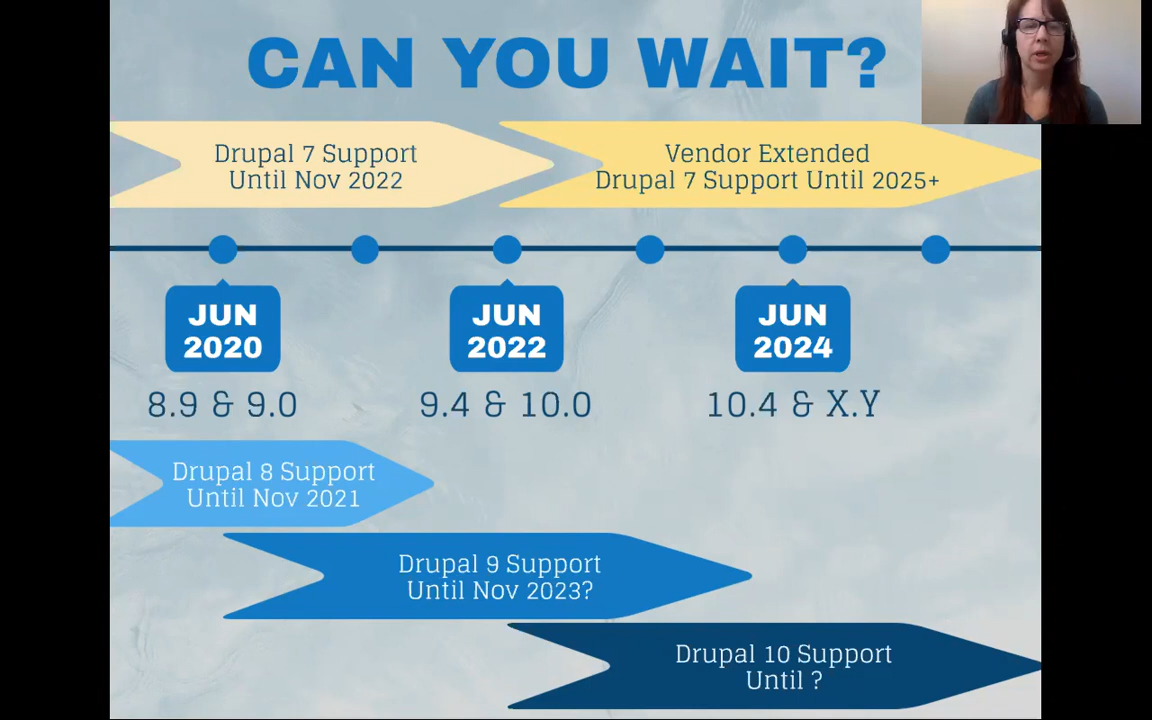 CAN YOU WAIT?
Drupal 7 Support
Until Nov 2022
Vendor Extended
Drupal 7 Support Until 2025+
JUN
2020
JUN
2022
JUN
2024
8.9 & 9.0
9.4 & 10.0
10.4 & X.Y
Drupal 8 Support
Until Nov 2021
Drupal 9 Support
Until Nov 2023?
Drupal 10 Support
Until ?